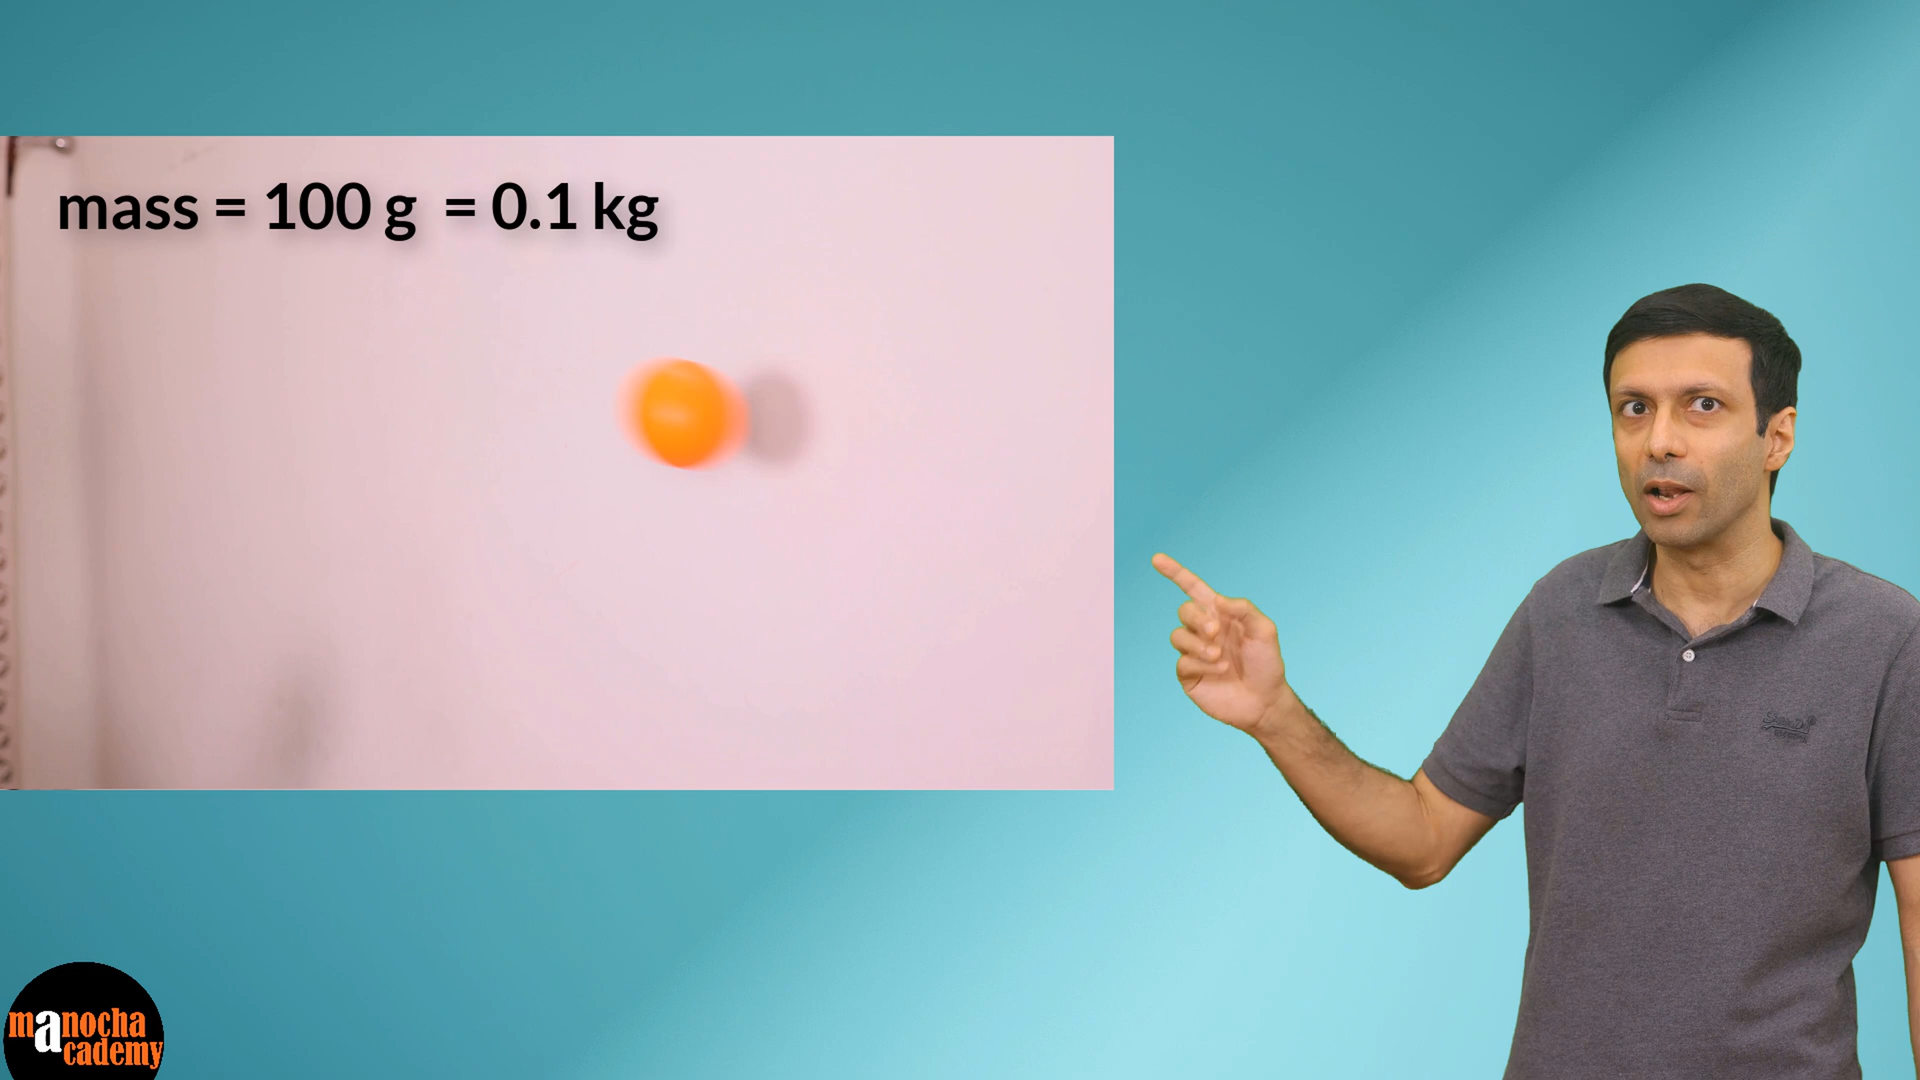 mass = 100 g = 0.1 kg
manocha
academy